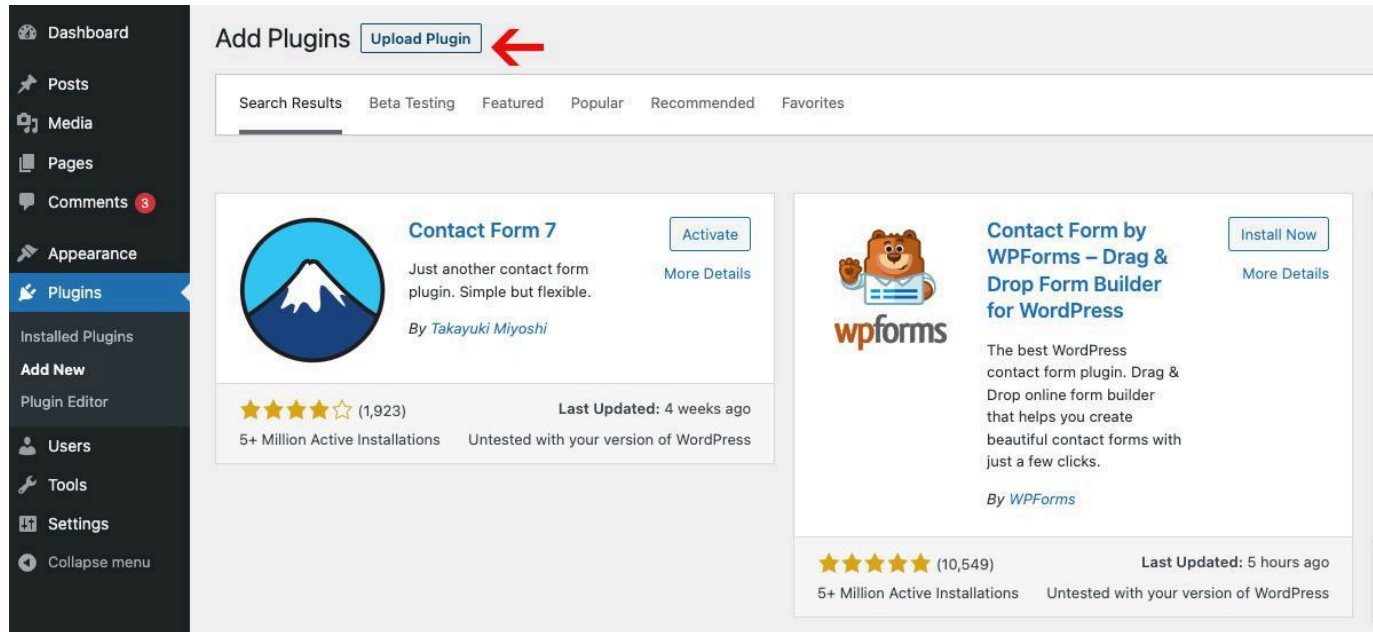 Dashboard
Posts
Media
Pages
Comments 3
Appearance
Plugins
Installed Plugins
Add New
Plugin Editor
Users
Tools
Settings
Collapse menu
Add Plugins Upload Plugin
Search Results Beta Testing Featured Popular Recommended Favorites
Contact Form 7
Activate
More Details
Just another contact form
plugin. Simple but flexible.
By Takayuki Miyoshi
(1,923)
Last Updated: 4 weeks ago
5+ Million Active Installations
Untested with your version of WordPress
wpforms
Contact Form by
WPForms – Drag &
Drop Form Builder
for WordPress
Install Now
More Details
The best WordPress
contact form plugin. Drag &
Drop online form builder
that helps you create
beautiful contact forms with
just a few clicks.
By WPForms
(10,549)
Last Updated: 5 hours ago
5+ Million Active Installations
Untested with your version of WordPress